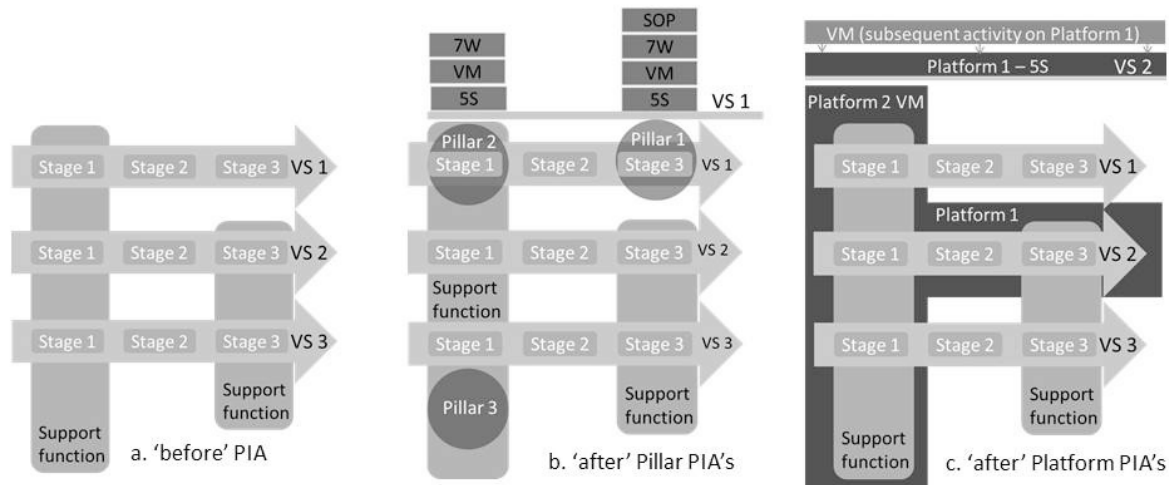 Stage 1 Stage 2 Stage 3 VS 1
Stage 1 Stage 2 Stage 3 VS 2
Stage 1 Stage 2 Stage 3 VS 3
Support
function
Support
function
a. 'before' PIA
SOP
7W 7W
VM VM
5S 5S VS 1
Pillar 2 Pillar 1
Stage 1 Stage 2 Stage 3 VS 1
Stage 1 Stage 2 Stage 3 VS 2
Support
function
Stage 1 Stage 2 Stage 3 VS 3
Pillar 3
Support
function
b. 'after' Pillar PIA's
VM (subsequent activity on Platform 1)
Platform 1 – 5S VS 2
Platform 2 VM
Stage 1 Stage 2 Stage 3 VS 1
Platform 1
Stage 1 Stage 2 Stage 3 VS 2
Stage 1 Stage 2 Stage 3 VS 3
Support
function
Support
function
c. 'after' Platform PIA's